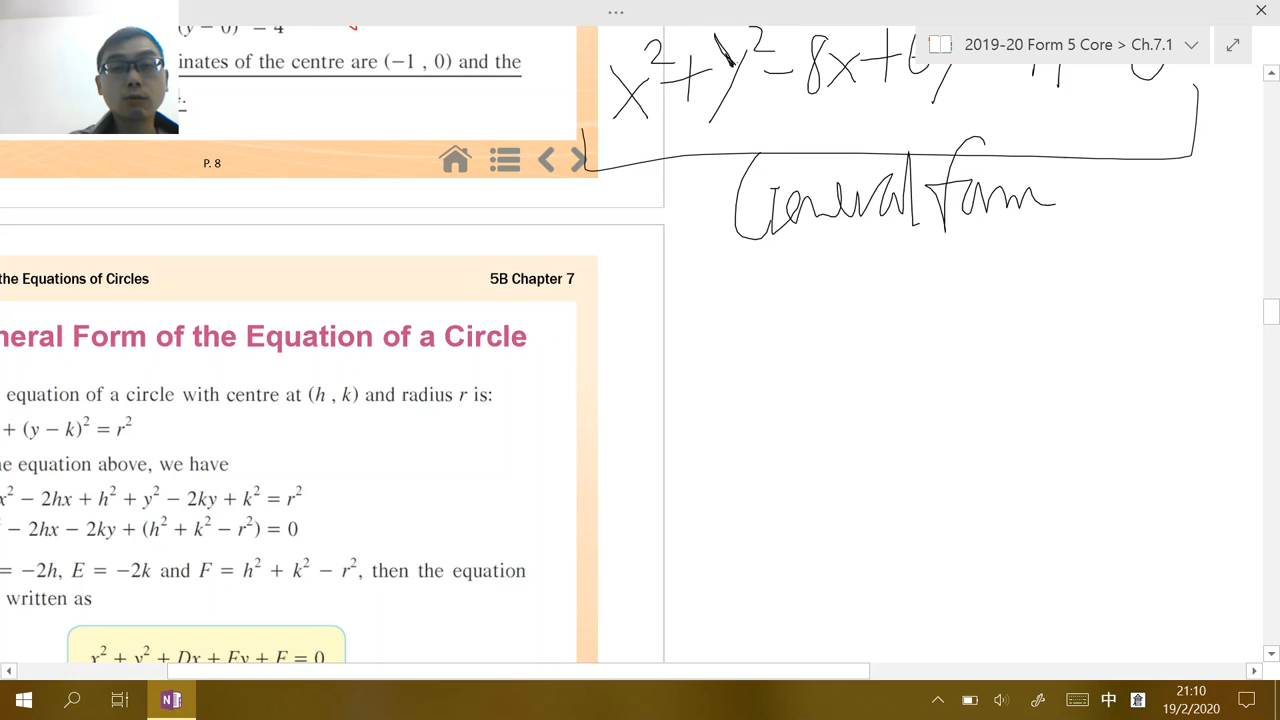 2019-20 Form 5 Core > Ch.7.1
(y − 0)² = 4
inates of the centre are (−1 , 0) and the
x²+y²−8x+
General form
P. 8
the Equations of Circles 5B Chapter 7
neral Form of the Equation of a Circle
equation of a circle with centre at (h , k) and radius r is:
+ (y − k)² = r²
e equation above, we have
x² − 2hx + h² + y² − 2ky + k² = r²
− 2hx − 2ky + (h² + k² − r²) = 0
= −2h, E = −2k and F = h² + k² − r², then the equation
written as
x² + y² + Dx + Ey + F = 0
中 倉
21:10
19/2/2020